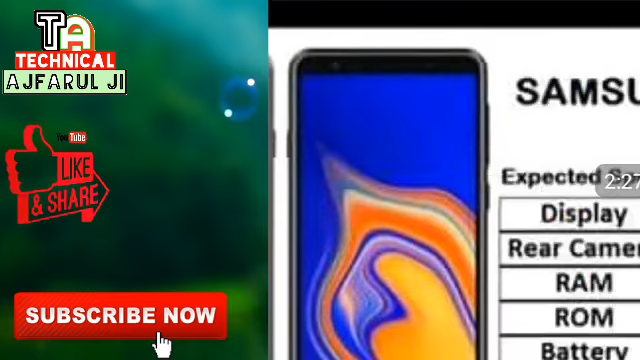 TA
TECHNICAL
AJFARUL JI
YouTube
LIKE
& SHARE
SUBSCRIBE NOW
SAMSU
Expected
2:27
Display
Rear Camer
RAM
ROM
Battery